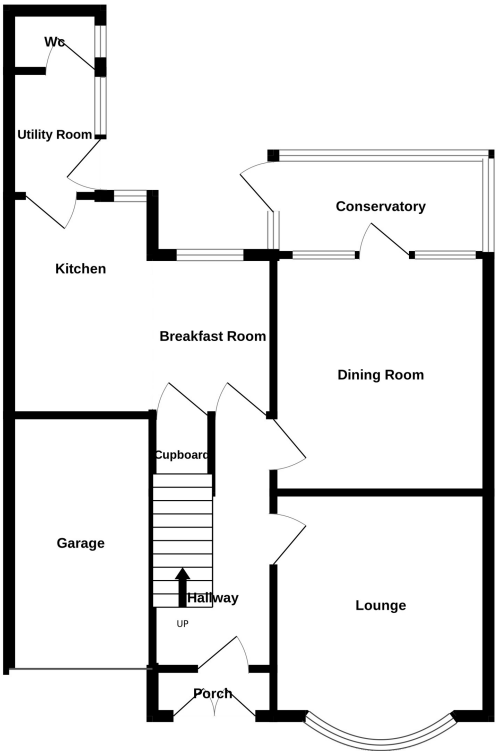 Wc
Utility Room
Conservatory
Kitchen
Breakfast Room
Dining Room
Cupboard
Garage
Hallway
Lounge
UP
Porch